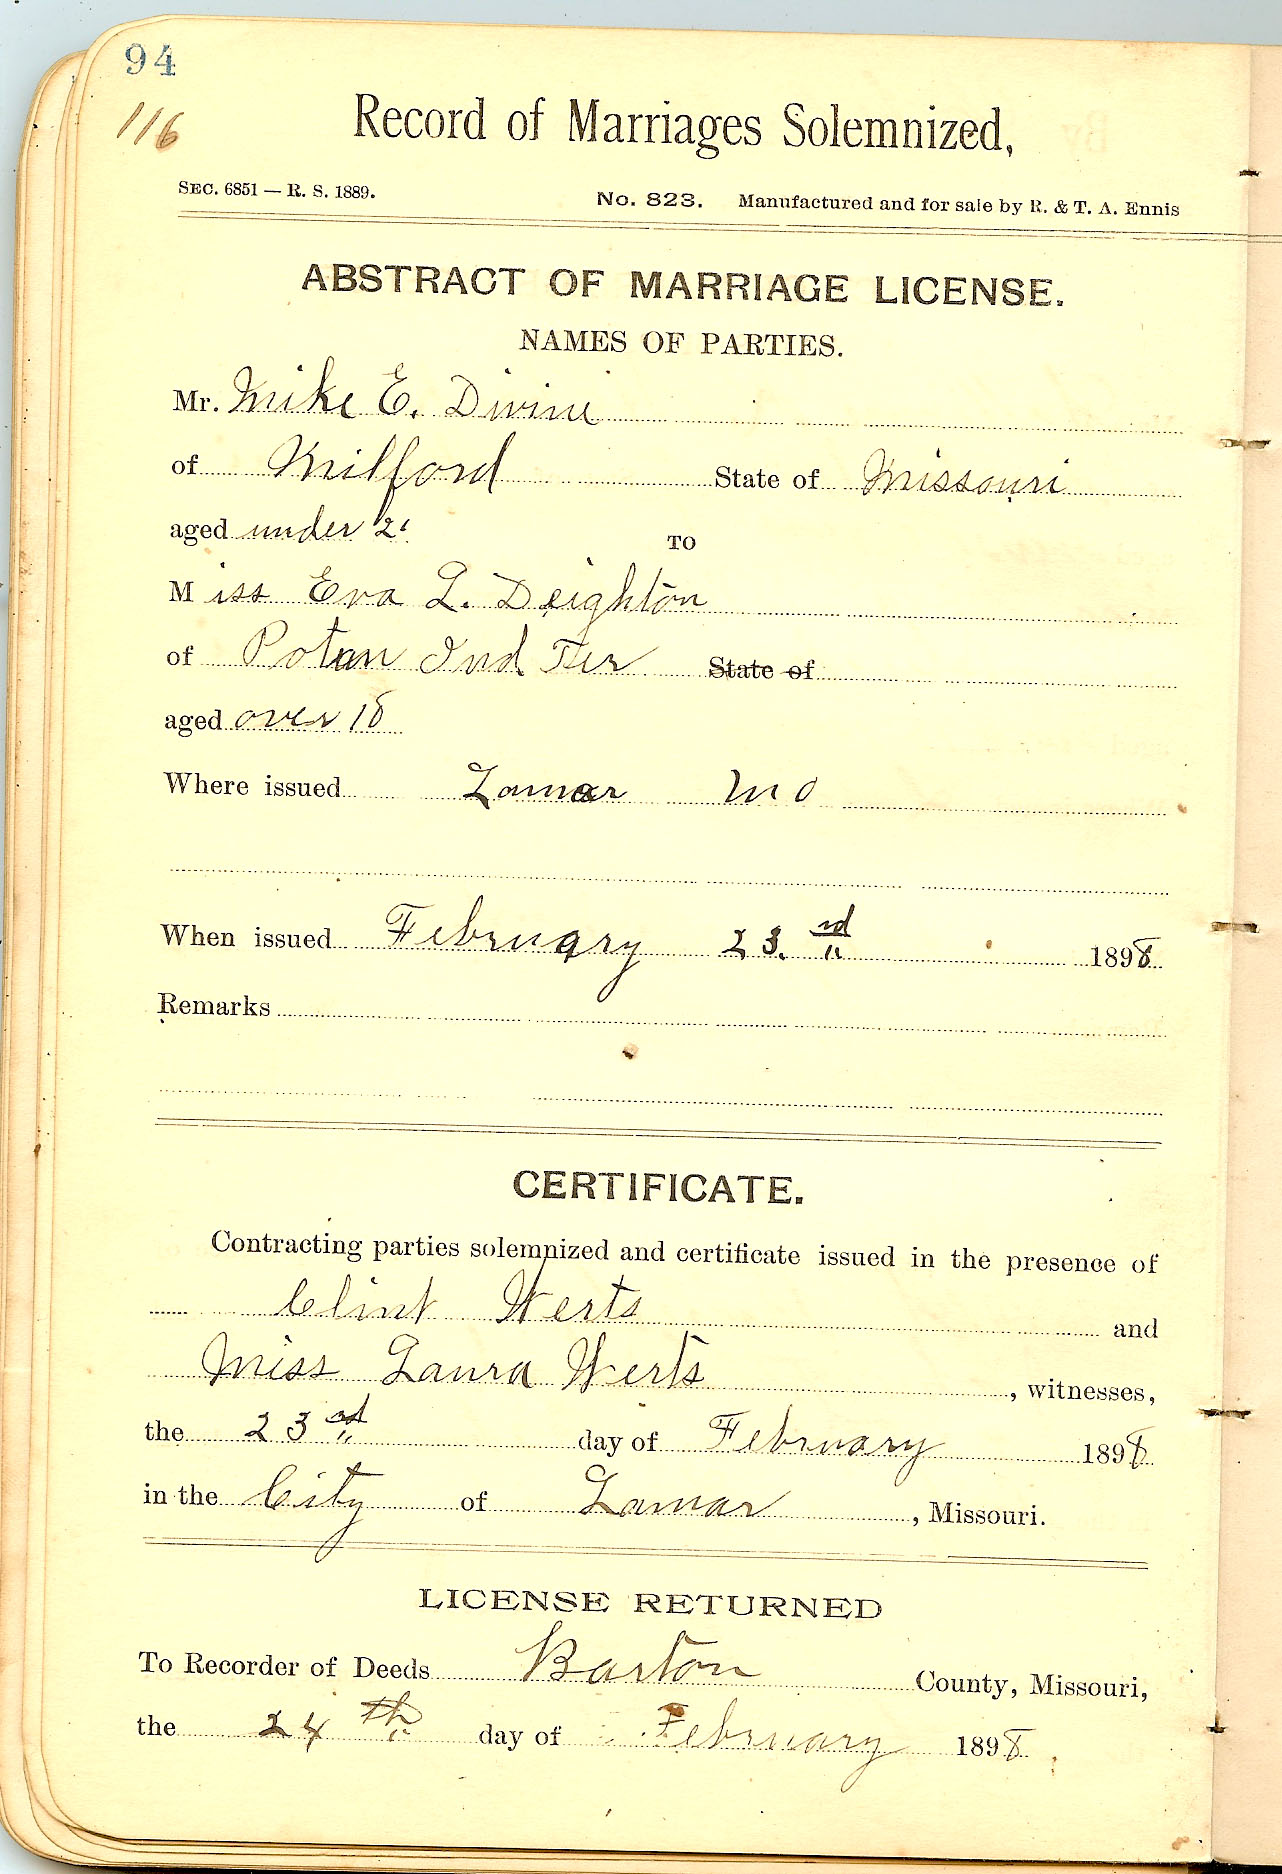 94
116
Record of Marriages Solemnized,
SEC. 6851 — R. S. 1889. No. 823. Manufactured and for sale by R. & T. A. Ennis
ABSTRACT OF MARRIAGE LICENSE.
NAMES OF PARTIES.
Mr. Mike E. Divine
of Milford State of Missouri
aged under 21
TO
Miss Eva L. Deighton
of Potan Ind Ter State of
aged over 18
Where issued Lamar Mo
When issued February 23rd 1898
Remarks
CERTIFICATE.
Contracting parties solemnized and certificate issued in the presence of
Clint Werts and
Miss Laura Werts, witnesses,
the 23rd day of February 1898
in the City of Lamar, Missouri.
LICENSE RETURNED
To Recorder of Deeds Barton County, Missouri,
the 24th day of February 1898